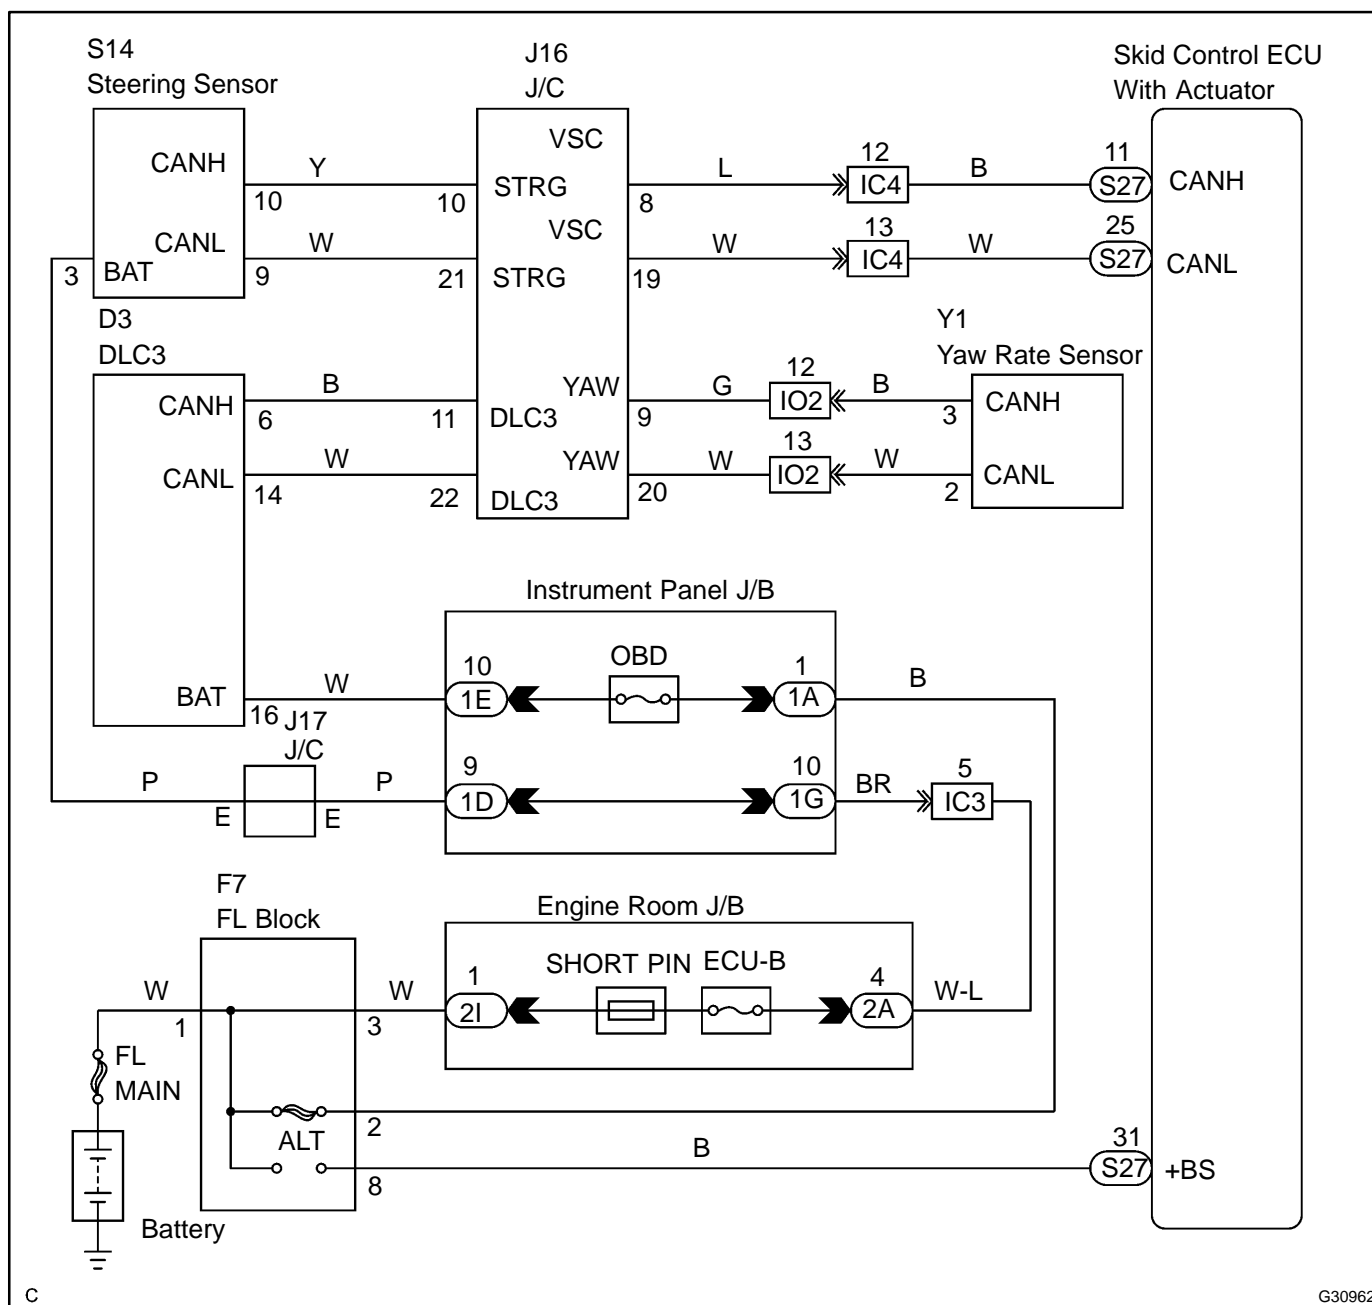 S14
Steering Sensor
J16
J/C
Skid Control ECU
With Actuator
CANH
Y
10
10
STRG
VSC
L
8
12
IC4
B
11
S27
CANH
CANL
W
9
21
STRG
VSC
W
19
13
IC4
W
25
S27
CANL
3
BAT
D3
DLC3
Y1
Yaw Rate Sensor
CANH
B
6
11
DLC3
YAW
G
9
12
IO2
B
3
CANH
CANL
W
14
22
DLC3
YAW
W
20
13
IO2
W
2
CANL
Instrument Panel J/B
BAT
W
16
10
1E
OBD
1
1A
B
J17
J/C
P
E
E
P
9
1D
10
1G
BR
5
IC3
F7
FL Block
Engine Room J/B
W
1
3
W
1
2I
SHORT PIN
ECU-B
4
2A
W-L
FL
MAIN
ALT
2
8
B
31
S27
+BS
Battery
C
G30962